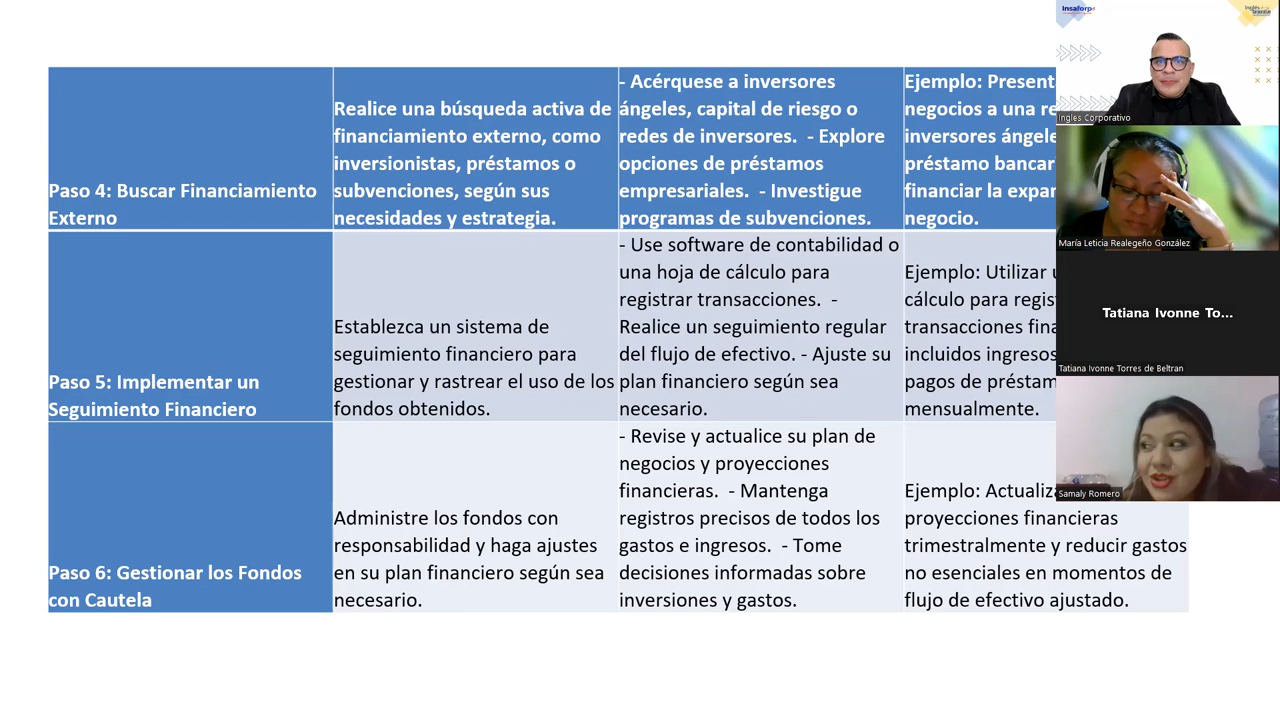 Paso 4: Buscar Financiamiento
Externo
Realice una búsqueda activa de
financiamiento externo, como
inversionistas, préstamos o
subvenciones, según sus
necesidades y estrategia.
- Acérquese a inversores
ángeles, capital de riesgo o
redes de inversores.  - Explore
opciones de préstamos
empresariales.  - Investigue
programas de subvenciones.
Ejemplo: Present
negocios a una re
inversores ángele
préstamo bancar
financiar la expan
negocio.
Paso 5: Implementar un
Seguimiento Financiero
Establezca un sistema de
seguimiento financiero para
gestionar y rastrear el uso de los
fondos obtenidos.
- Use software de contabilidad o
una hoja de cálculo para
registrar transacciones.  -
Realice un seguimiento regular
del flujo de efectivo. - Ajuste su
plan financiero según sea
necesario.
Ejemplo: Utilizar
cálculo para regis
transacciones fina
incluidos ingresos
pagos de préstam
mensualmente.
Paso 6: Gestionar los Fondos
con Cautela
Administre los fondos con
responsabilidad y haga ajustes
en su plan financiero según sea
necesario.
- Revise y actualice su plan de
negocios y proyecciones
financieras.  - Mantenga
registros precisos de todos los
gastos e ingresos.  - Tome
decisiones informadas sobre
inversiones y gastos.
Ejemplo: Actualiza
proyecciones financieras
trimestralmente y reducir gastos
no esenciales en momentos de
flujo de efectivo ajustado.
Insaforp
Ingles Corporativo
María Leticia Realegeño González
Tatiana Ivonne To...
Tatiana Ivonne Torres de Beltran
Samaly Romero